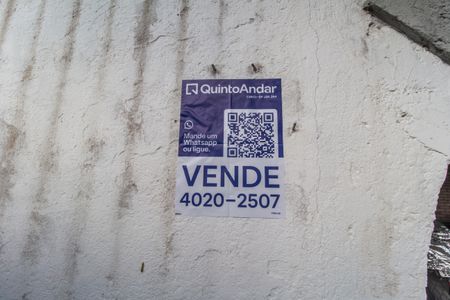 QuintoAndar
Mande um
Whatsapp
ou ligue.
VENDE
4020-2507